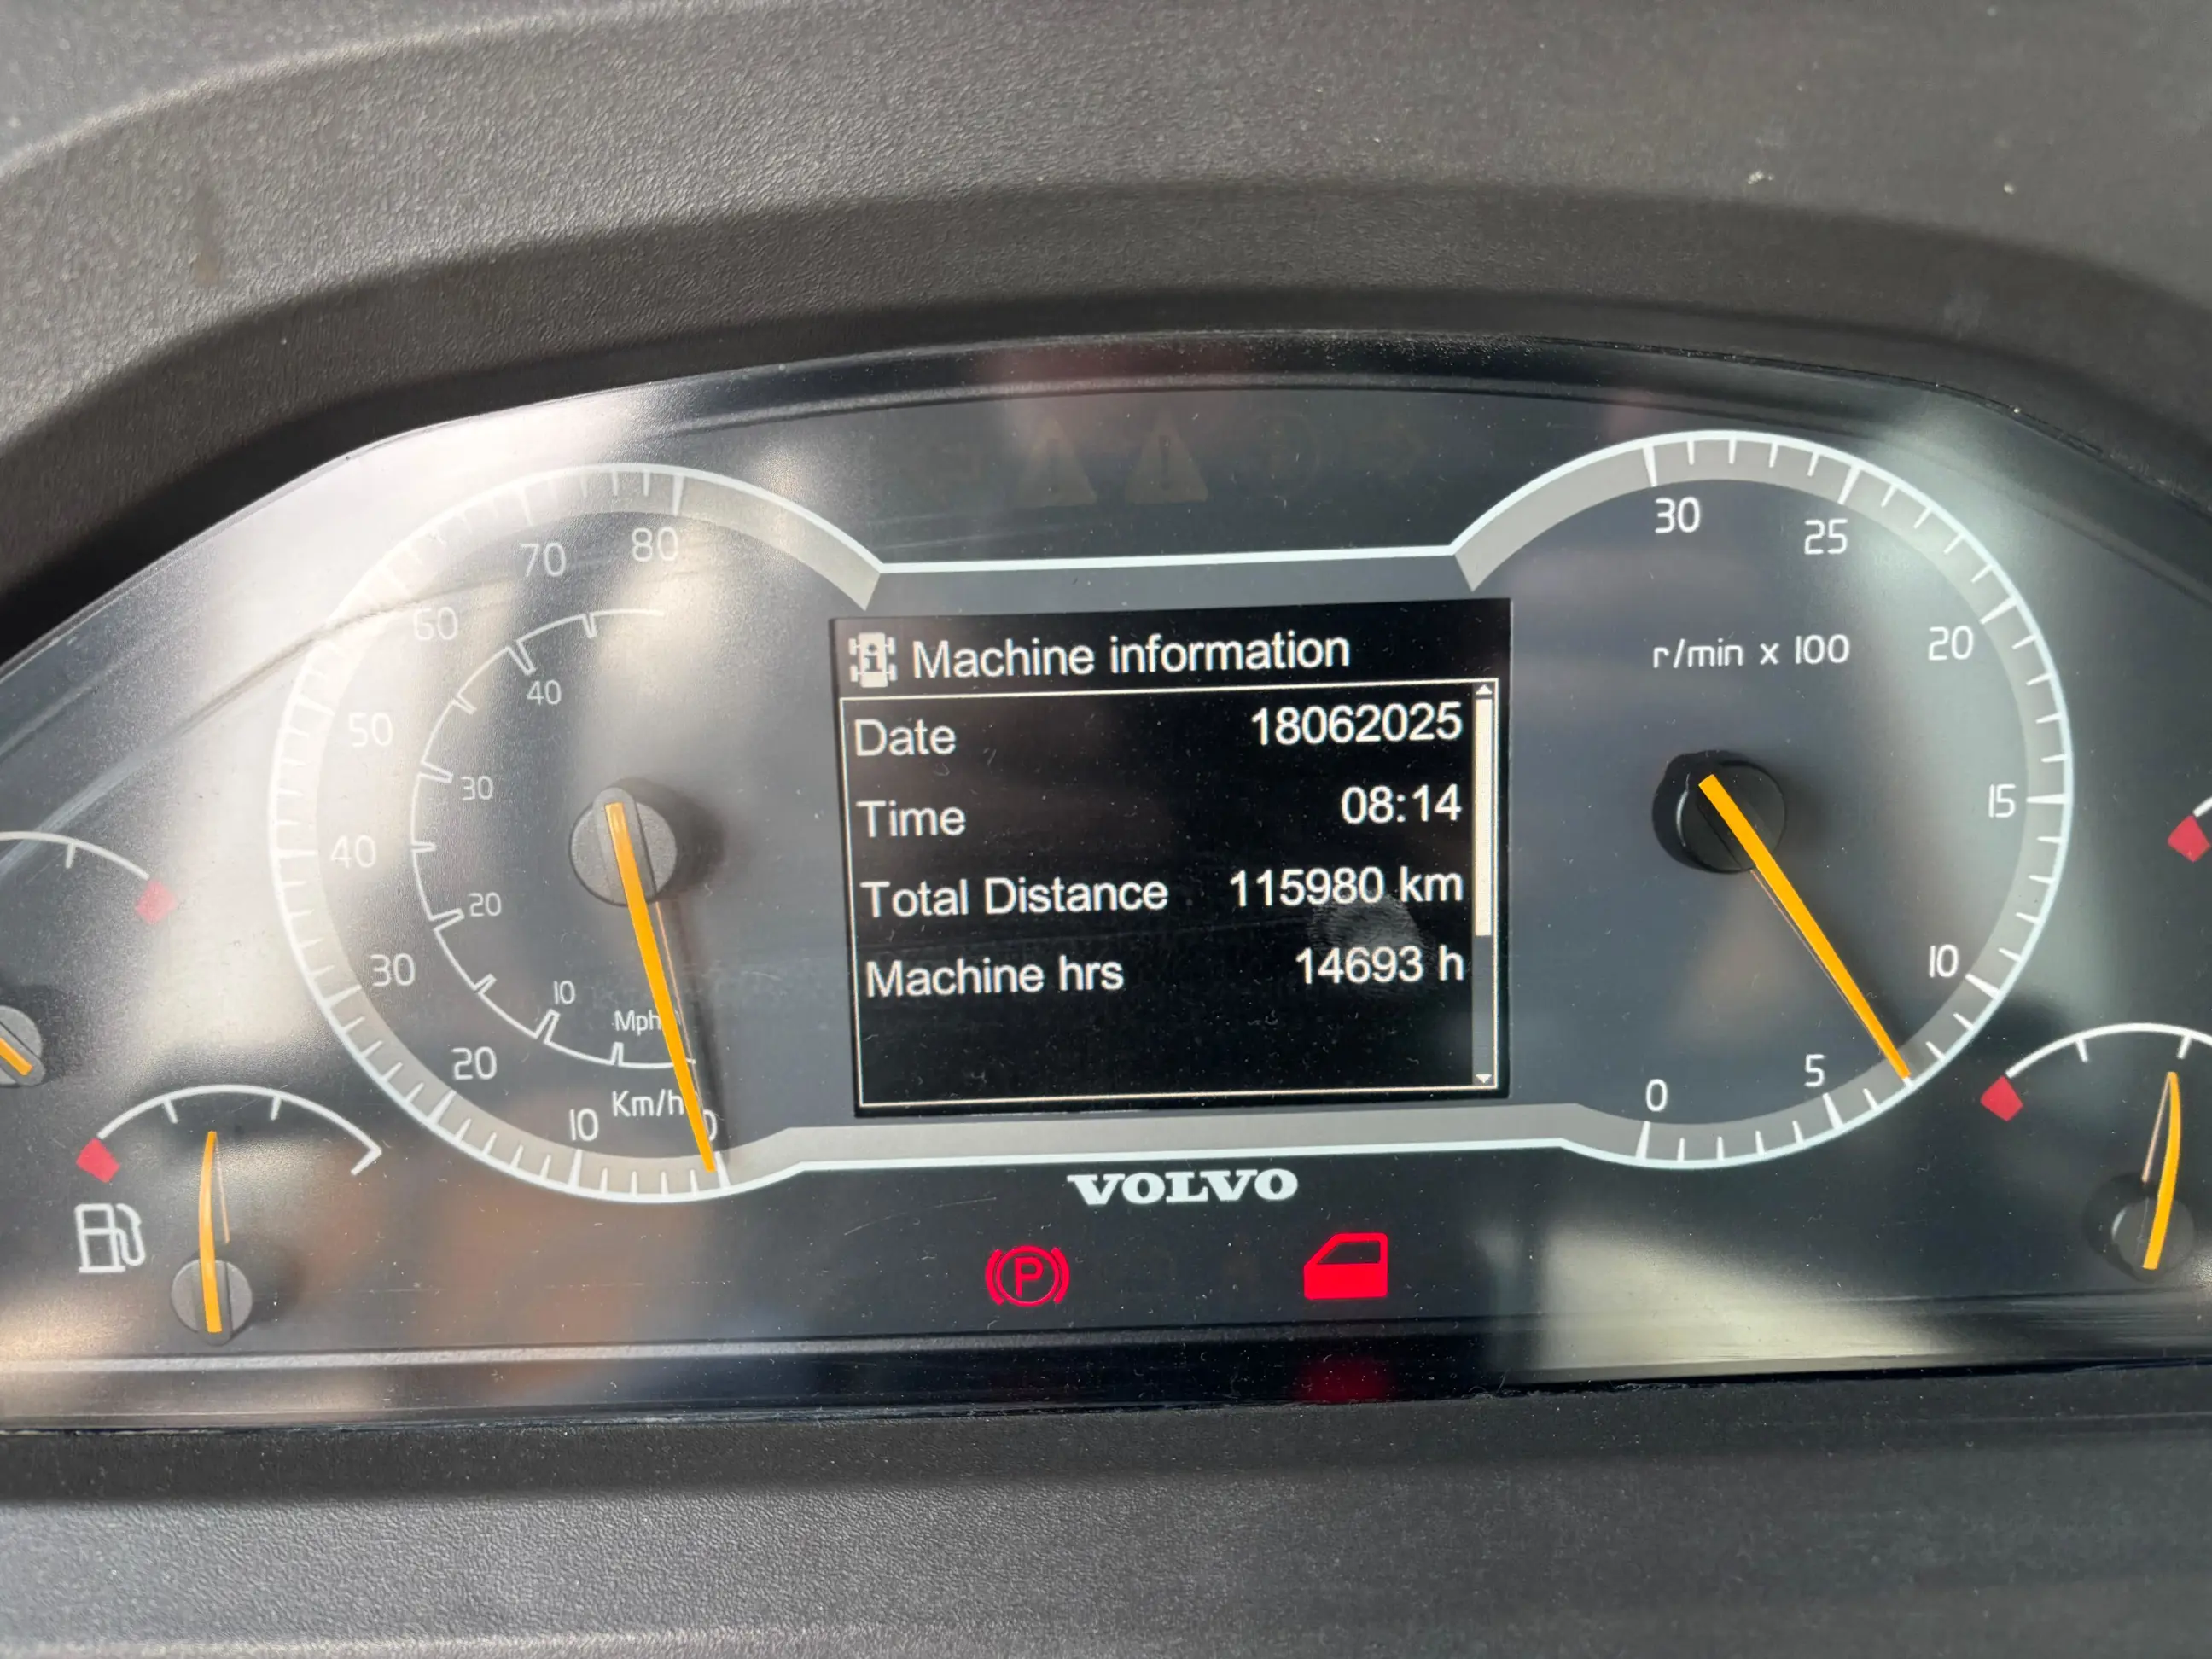 Machine information
Date 18062025
Time 08:14
Total Distance 115980 km
Machine hrs 14693 h
80
70
60
50
40
30
20
10
0
40
30
20
10
Mph
Km/h
30
25
20
15
10
5
0
r/min x 100
VOLVO
P